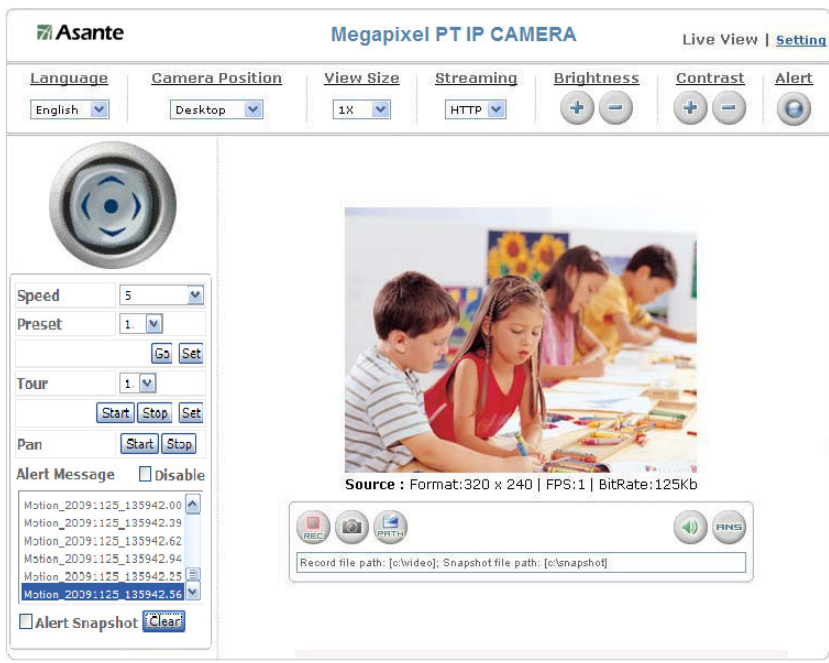 Asante
Megapixel PT IP CAMERA
Live View | Setting
Language
Camera Position
View Size
Streaming
Brightness
Contrast
Alert
English
Desktop
1X
HTTP
Speed
5
Preset
1.
Go Set
Tour
1.
Start Stop Set
Pan
Start Stop
Alert Message
Disable
Motion_20091125_135942.00
Motion_20091125_135942.39
Motion_20091125_135942.62
Motion_20091125_135942.94
Motion_20091125_135942.25
Motion_20091125_135942.56
Alert Snapshot Clear
Source : Format:320 x 240 | FPS:1 | BitRate:125Kb
REC
PATH
ANS
Record file path: [c:\video]; Snapshot file path: [c:\snapshot]